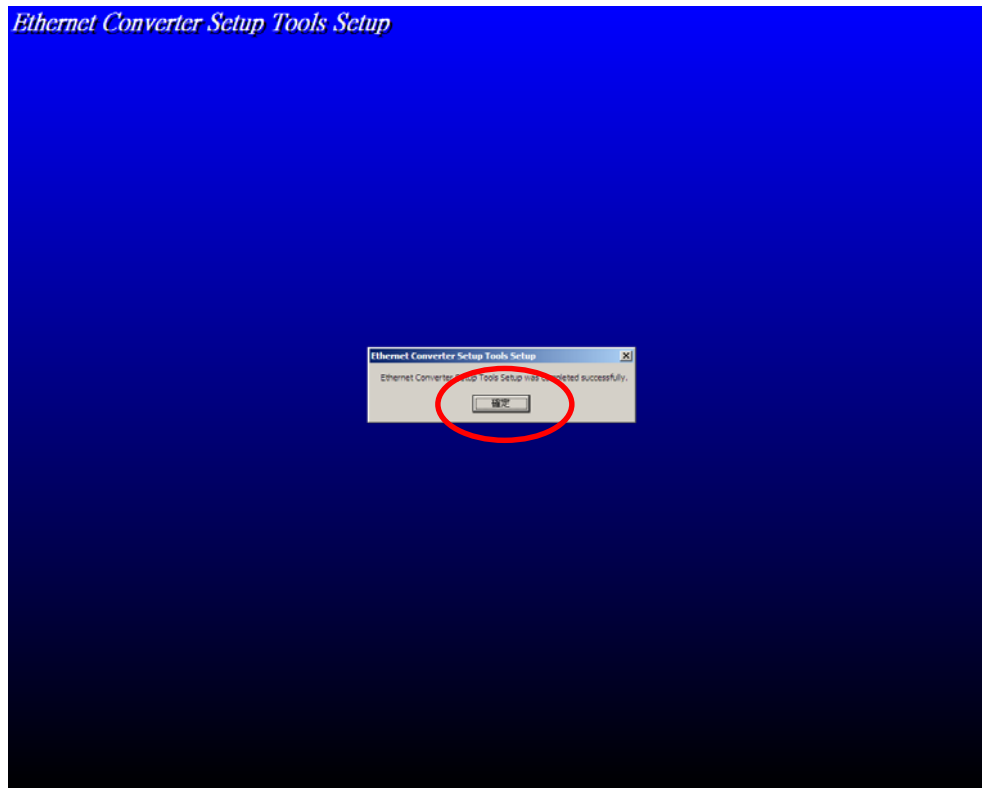 Ethernet Converter Setup Tools Setup
Ethernet Converter Setup Tools Setup
Ethernet Converter Setup Tools Setup was completed successfully.
確定